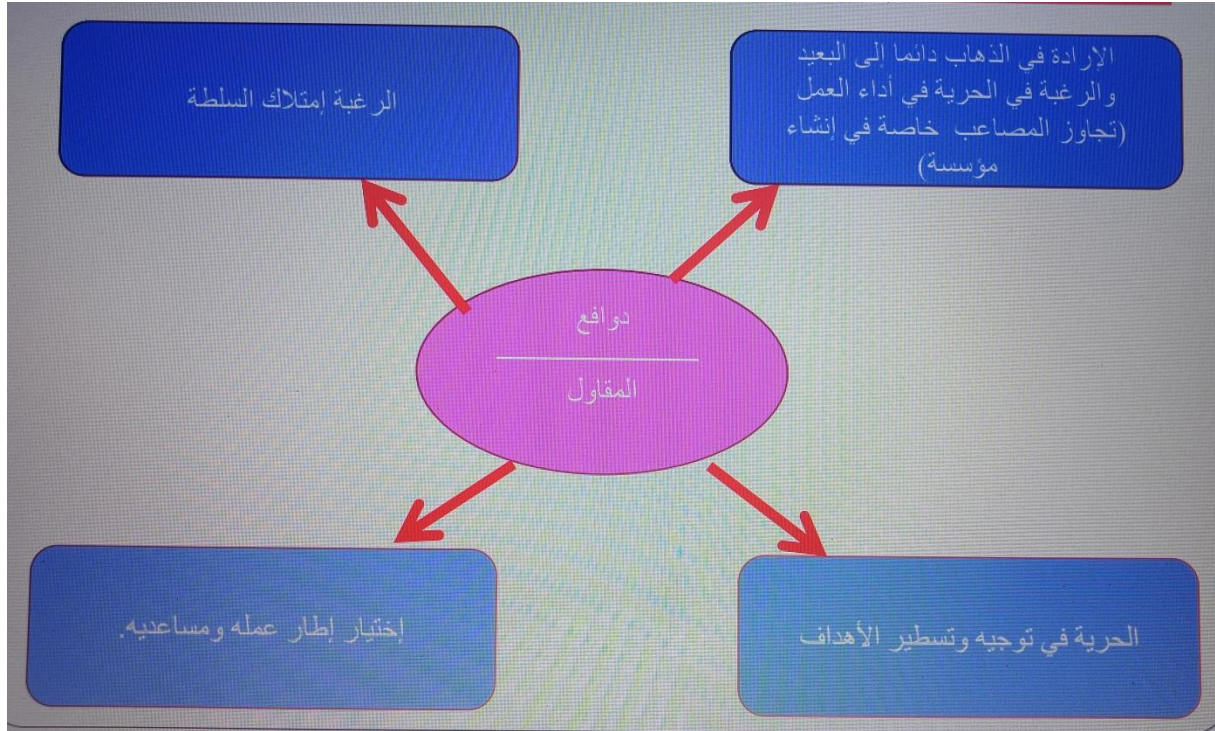 الإرادة في الذهاب دائما إلى البعيد
والرغبة في الحرية في أداء العمل
(تجاوز المصاعب خاصة في إنشاء
مؤسسة)
الرغبة إمتلاك السلطة
دوافع
المقاول
الحرية في توجيه وتسطير الأهداف
إختيار إطار عمله ومساعديه.